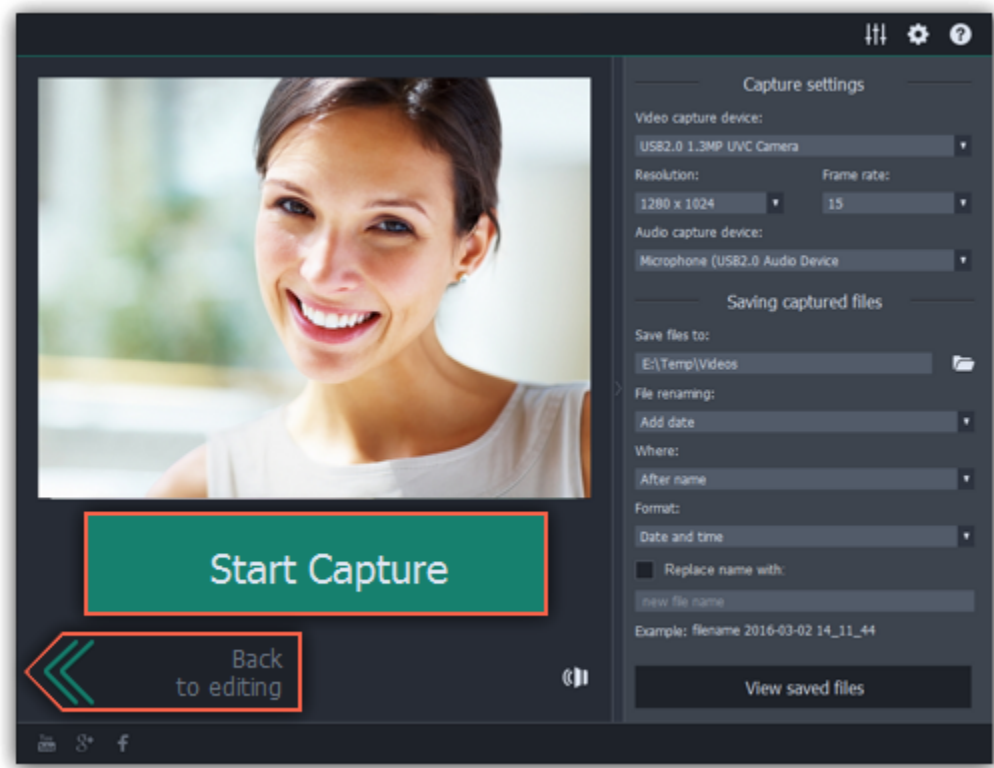 Capture settings
Video capture device:
USB2.0 1.3MP UVC Camera
Resolution: Frame rate:
1280 x 1024 15
Audio capture device:
Microphone (USB2.0 Audio Device
Saving captured files
Save files to:
E:\Temp\Videos
File renaming:
Add date
Where:
After name
Format:
Date and time
Replace name with:
new file name
Example: filename 2016-03-02 14_11_44
View saved files
Start Capture
Back
to editing